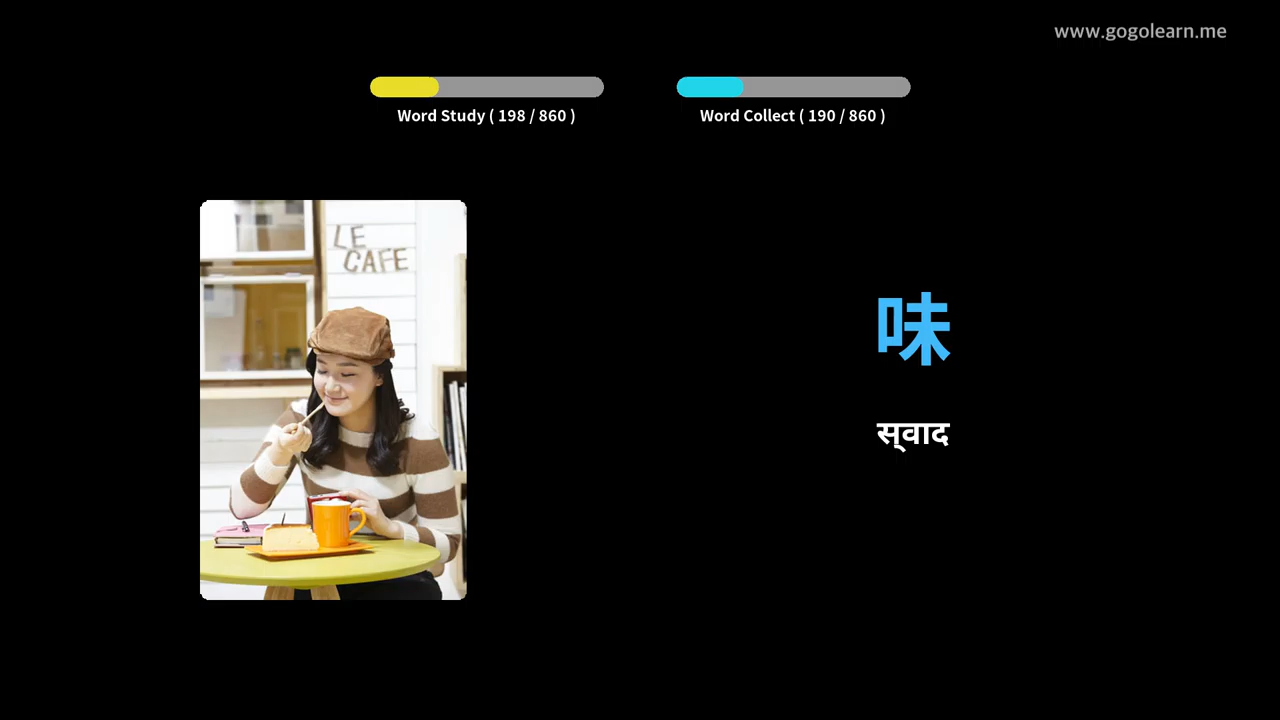 www.gogolearn.me
Word Study ( 198 / 860 )
Word Collect ( 190 / 860 )
LE
CAFE
味
स्वाद